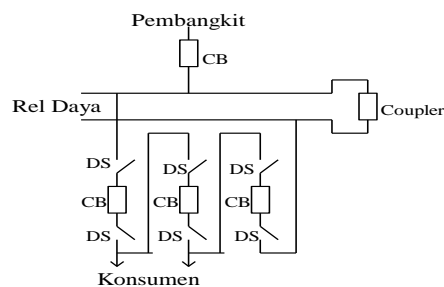 Pembangkit
CB
Rel Daya
Coupler
DS
DS
DS
CB
CB
CB
DS
DS
DS
Konsumen